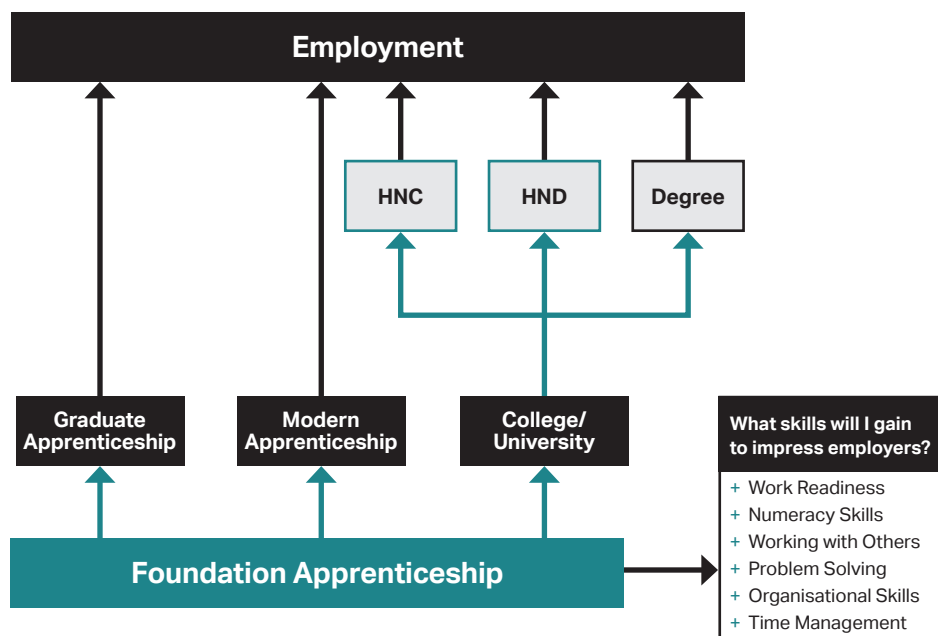 Employment
HNC
HND
Degree
Graduate
Apprenticeship
Modern
Apprenticeship
College/
University
Foundation Apprenticeship
What skills will I gain
to impress employers?
+ Work Readiness
+ Numeracy Skills
+ Working with Others
+ Problem Solving
+ Organisational Skills
+ Time Management